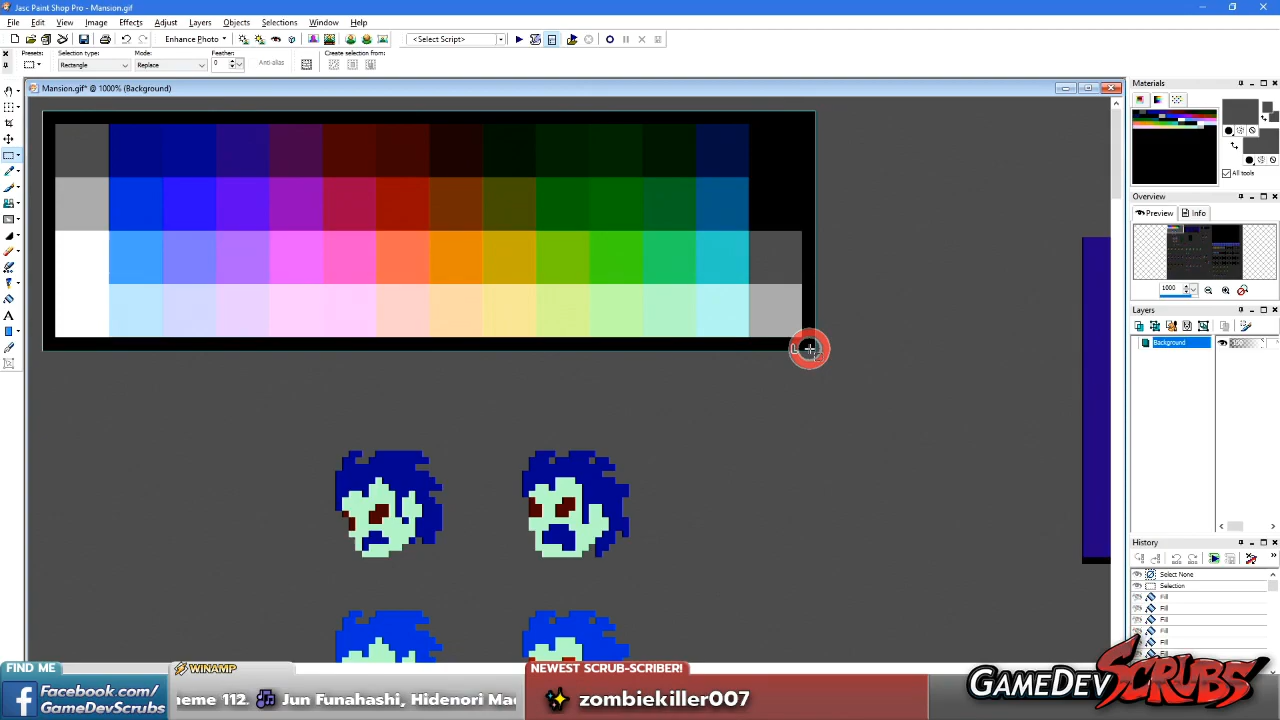 Jasc Paint Shop Pro - Mansion.gif
File Edit View Image Effects Adjust Layers Objects Selections Window Help
Enhance Photo
<Select Script>
Presets: Selection type: Mode: Feather: Create selection from:
Rectangle Replace 0 Anti-alias
Mansion.gif* @ 1000% (Background)
Materials
All tools
Overview
Preview Info
1000
Layers
Background
100
History
Select None
Selection
Fill
Fill
Fill
Fill
Fill
Fill
FIND ME
Facebook.com/
GameDevScrubs
WINAMP
heme 112. Jun Funahashi, Hidenori Ma
NEWEST SCRUB-SCRIBER!
zombiekiller007
GAMEDEV SCRUBS